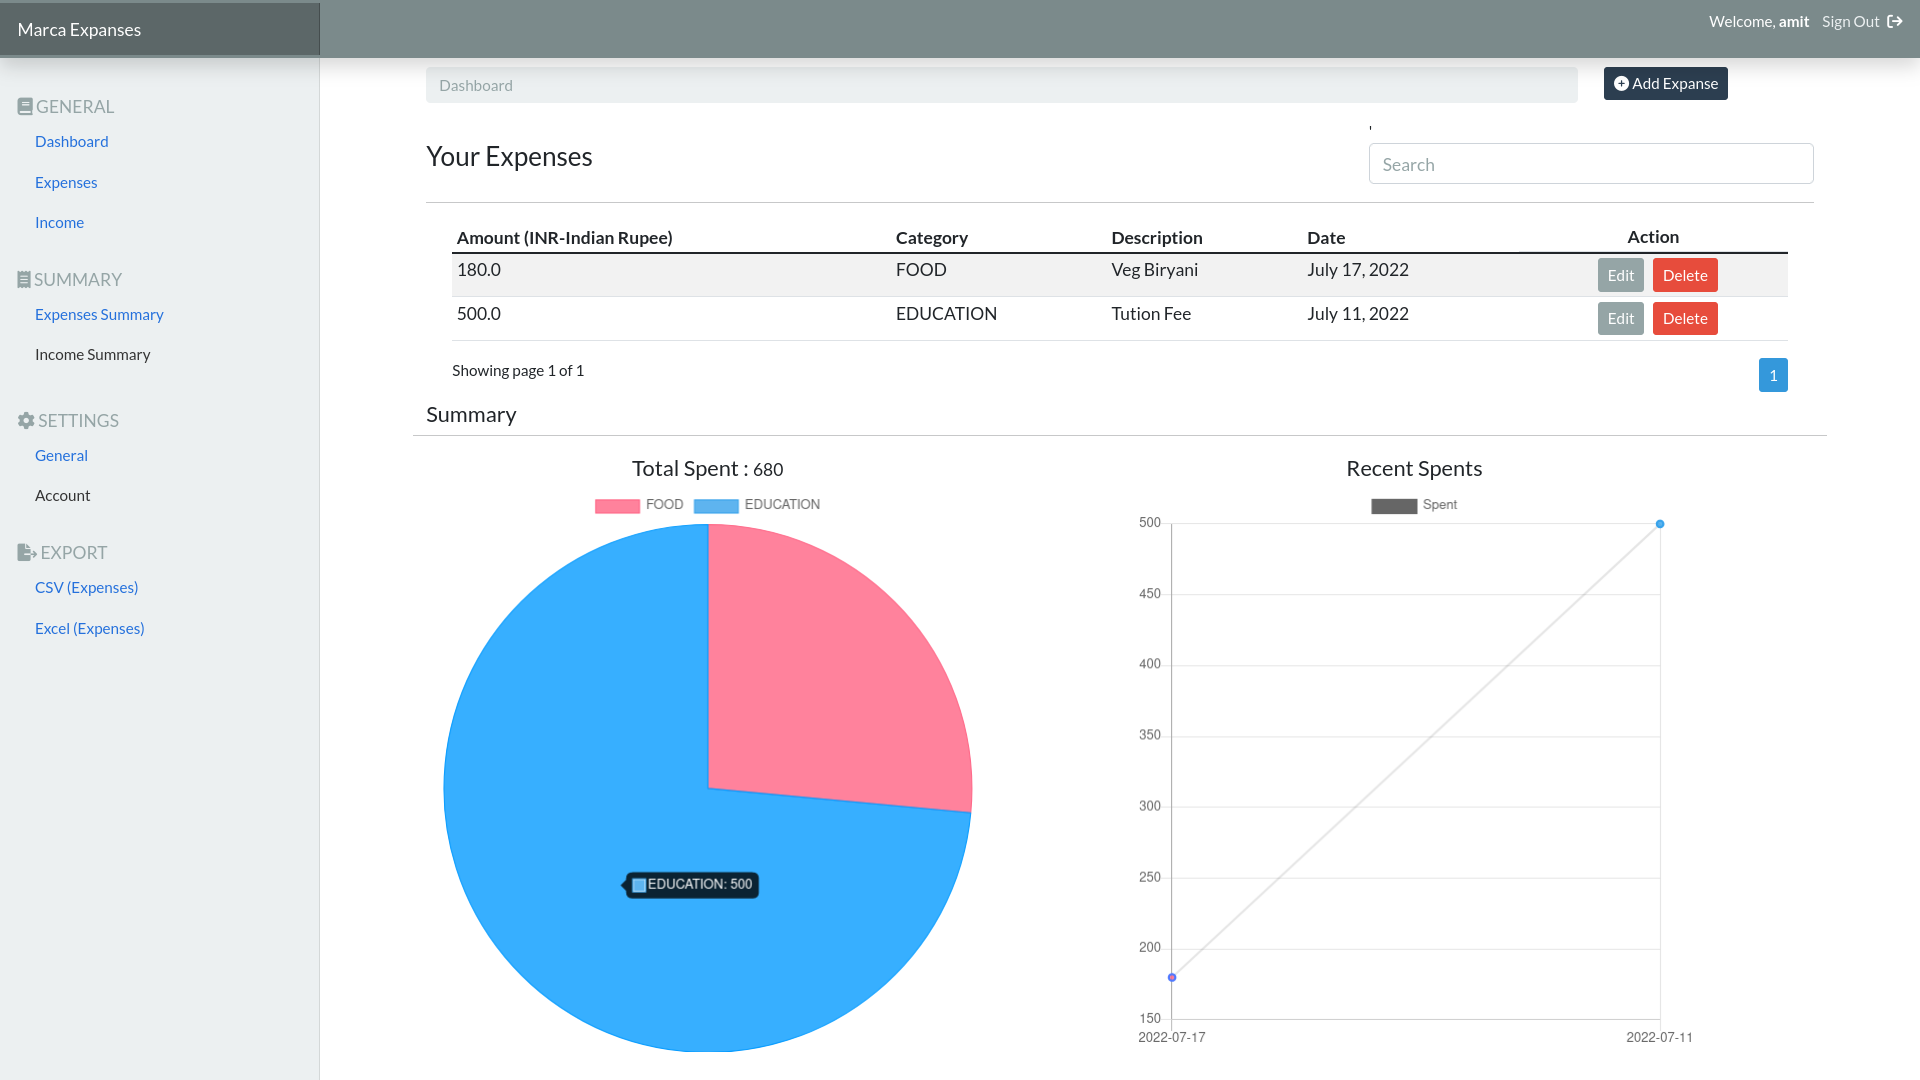 Marca Expanses
Welcome, amit Sign Out
GENERAL
Dashboard
Expenses
Income
SUMMARY
Expenses Summary
Income Summary
SETTINGS
General
Account
EXPORT
CSV (Expenses)
Excel (Expenses)
Dashboard
Add Expanse
'
Your Expenses
Search
Amount (INR-Indian Rupee) Category Description Date Action
180.0 FOOD Veg Biryani July 17, 2022 Edit Delete
500.0 EDUCATION Tution Fee July 11, 2022 Edit Delete
Showing page 1 of 1
1
Summary
Total Spent : 680
FOOD EDUCATION
EDUCATION: 500
Recent Spents
Spent
500
450
400
350
300
250
200
150
2022-07-17 2022-07-11